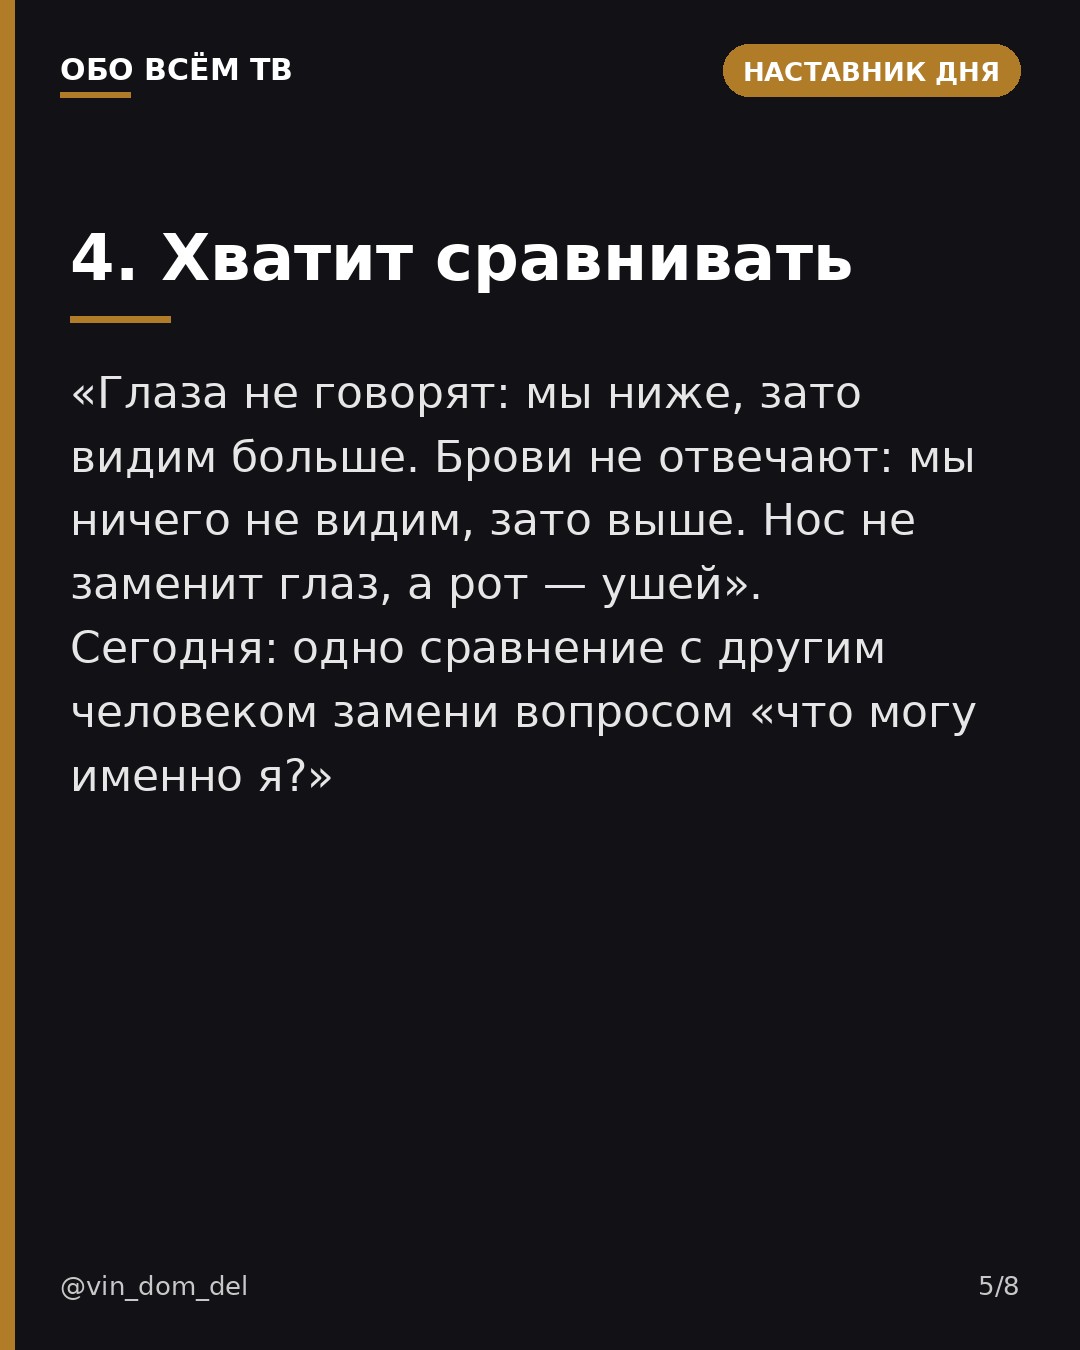 ОБО ВСЁМ ТВ
НАСТАВНИК ДНЯ
4. Хватит сравнивать
«Глаза не говорят: мы ниже, зато
видим больше. Брови не отвечают: мы
ничего не видим, зато выше. Нос не
заменит глаз, а рот — ушей».
Сегодня: одно сравнение с другим
человеком замени вопросом «что могу
именно я?»
@vin_dom_del
5/8